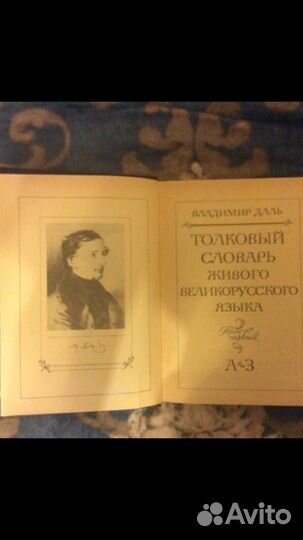 ВЛАДИМИР ДАЛЬ
ТОЛКОВЫЙ
СЛОВАРЬ
ЖИВОГО
ВЕЛИКОРУССКОГО
ЯЗЫКА
Том
первый
А–З
Avito